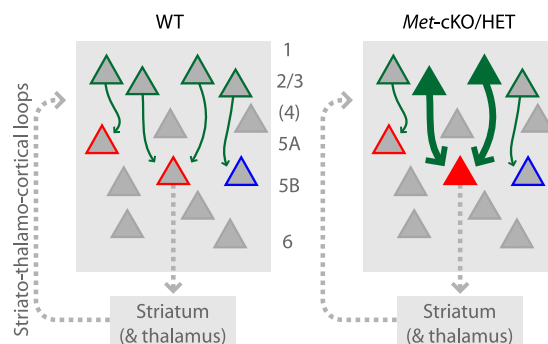 WT
Met-cKO/HET
Striato-thalamo-cortical loops
1
2/3
(4)
5A
5B
6
Striatum
(& thalamus)
Striatum
(& thalamus)